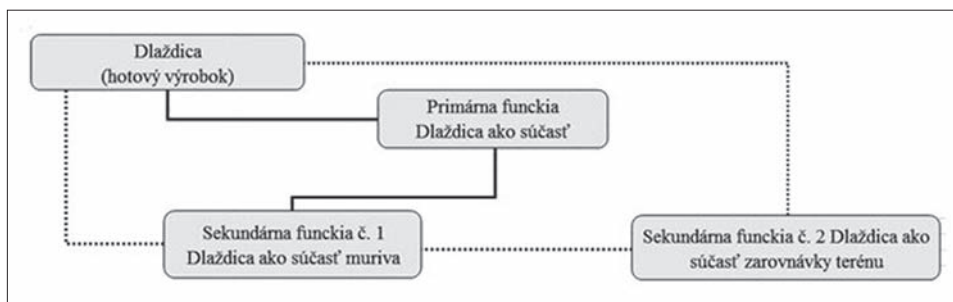 Dlaždica
(hotový výrobok)
Primárna funckia
Dlaždica ako súčasť
Sekundárna funckia č. 1
Dlaždica ako súčasť muriva
Sekundárna funckia č. 2 Dlaždica ako
súčasť zarovnávky terénu